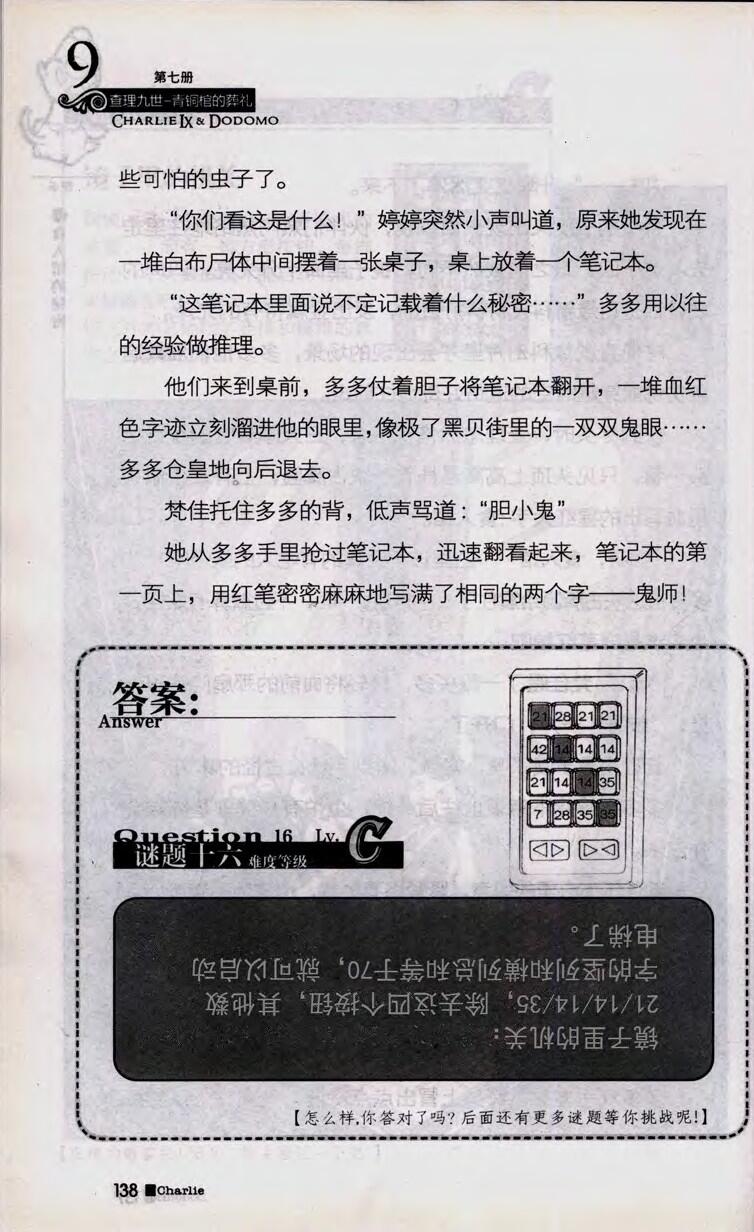 9
第七册
查理九世-青铜棺的葬礼
CHARLIE IX & DODOMO
些可怕的虫子了。
“你们看这是什么！”婷婷突然小声叫道，原来她发现在
一堆白布尸体中间摆着一张桌子，桌上放着一个笔记本。
“这笔记本里面说不定记载着什么秘密……”多多用以往
的经验做推理。
他们来到桌前，多多仗着胆子将笔记本翻开，一堆血红
色字迹立刻溜进他的眼里，像极了黑贝街里的一双双鬼眼……
多多仓皇地向后退去。
梵佳托住多多的背，低声骂道：“胆小鬼”
她从多多手里抢过笔记本，迅速翻看起来，笔记本的第
一页上，用红笔密密麻麻地写满了相同的两个字——鬼师！
答案：
Answer
21 28 21 21
42 14 14 14
21 14 14 35
7 28 35 35
Question 16 Lv. C
谜题十六 难度等级
镜子里的机关：
21/14/14/35，除去这四个按钮，其他数
字的竖列和横列总和等于70，就可以启动
电梯了。
【怎么样,你答对了吗？后面还有更多谜题等你挑战呢!】
138 Charlie